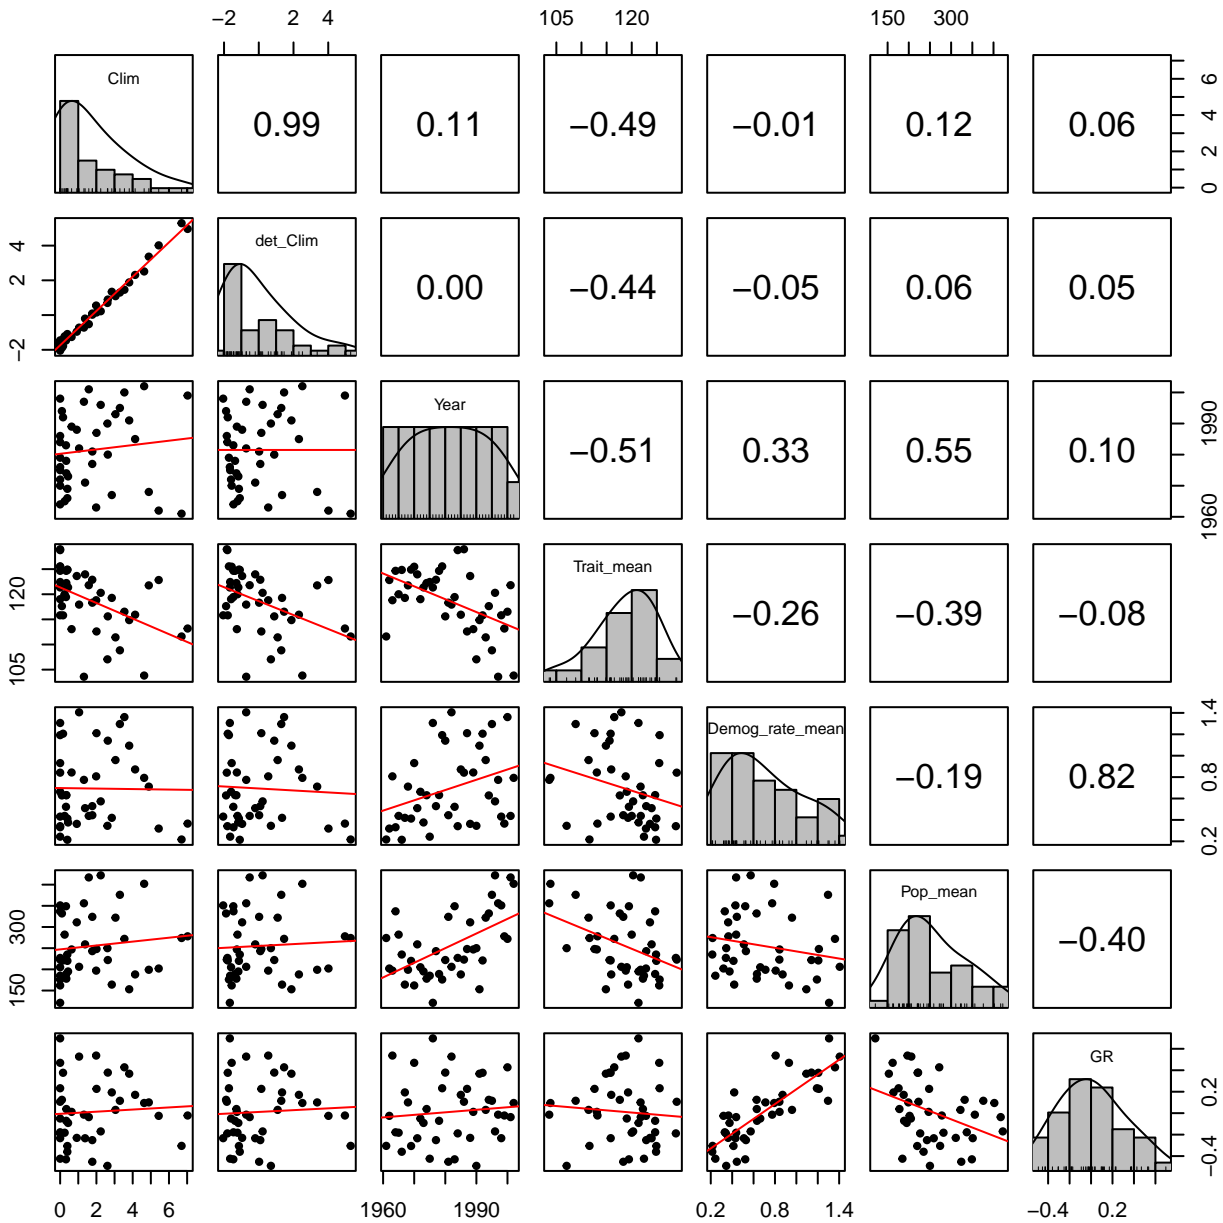 −2 2 4 105 120 150 300
Clim 0.99 0.11 −0.49 −0.01 0.12 0.06 0 2 4 6
−2 2 4 det_Clim 0.00 −0.44 −0.05 0.06 0.05
Year −0.51 0.33 0.55 0.10 1960 1990
105 120 Trait_mean −0.26 −0.39 −0.08
Demog_rate_mean −0.19 0.82 0.2 0.8 1.4
150 300 Pop_mean −0.40
GR −0.4 0.2
0 2 4 6 1960 1990 0.2 0.8 1.4 −0.4 0.2